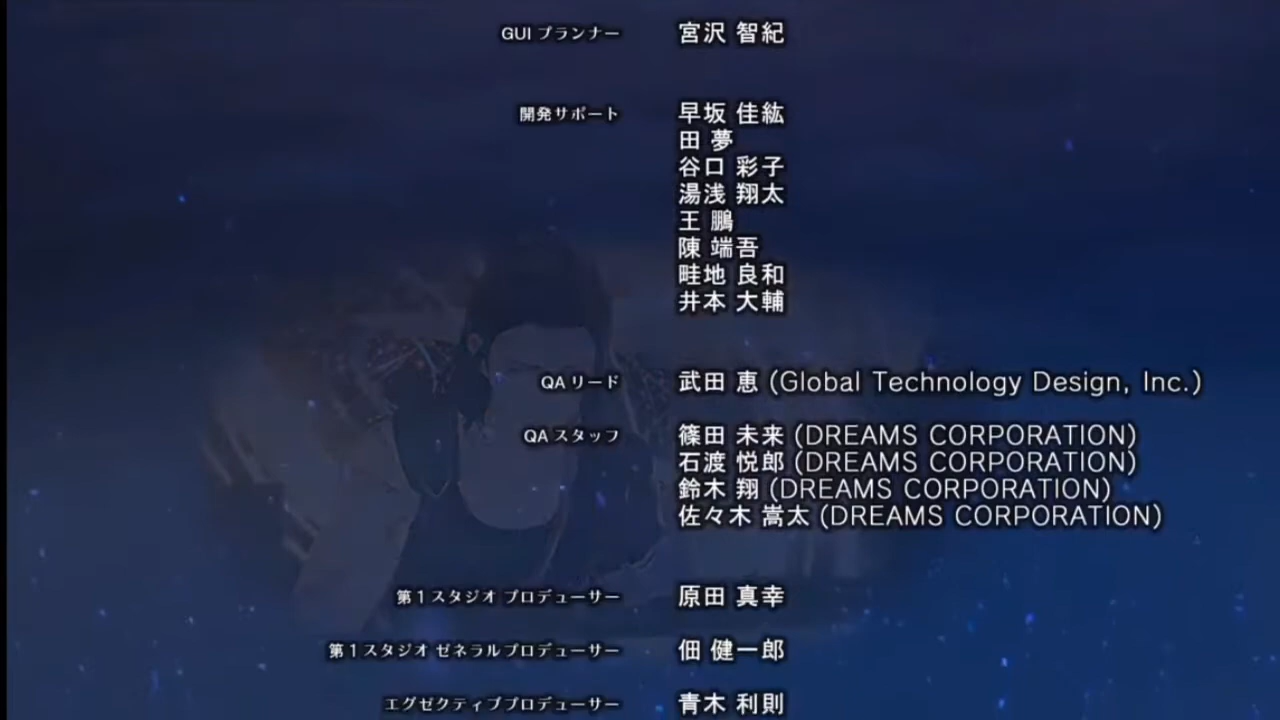 GUI プランナー 宮沢 智紀
開発サポート 早坂 佳紘
田 夢
谷口 彩子
湯浅 翔太
王 鵬
陳 端吾
畦地 良和
井本 大輔
QA リード 武田 恵 (Global Technology Design, Inc.)
QA スタッフ 篠田 未来 (DREAMS CORPORATION)
石渡 悦郎 (DREAMS CORPORATION)
鈴木 翔 (DREAMS CORPORATION)
佐々木 嵩太 (DREAMS CORPORATION)
第1スタジオ プロデューサー 原田 真幸
第1スタジオ ゼネラルプロデューサー 佃 健一郎
エグゼクティブプロデューサー 青木 利則